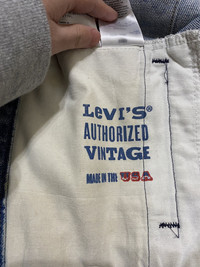 LEVI'S®
AUTHORIZED
VINTAGE
MADE IN THE USA